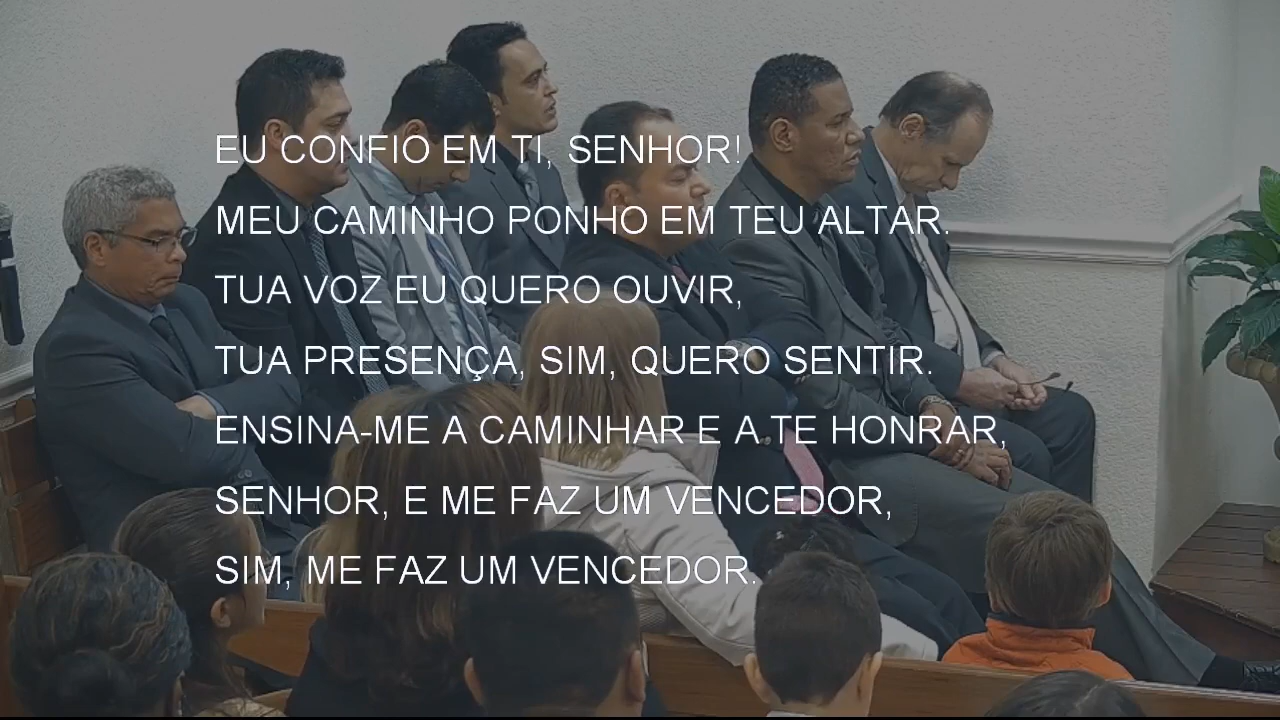 EU CONFIO EM TI, SENHOR!
MEU CAMINHO PONHO EM TEU ALTAR.
TUA VOZ EU QUERO OUVIR,
TUA PRESENÇA, SIM, QUERO SENTIR.
ENSINA-ME A CAMINHAR E A TE HONRAR,
SENHOR, E ME FAZ UM VENCEDOR,
SIM, ME FAZ UM VENCEDOR.